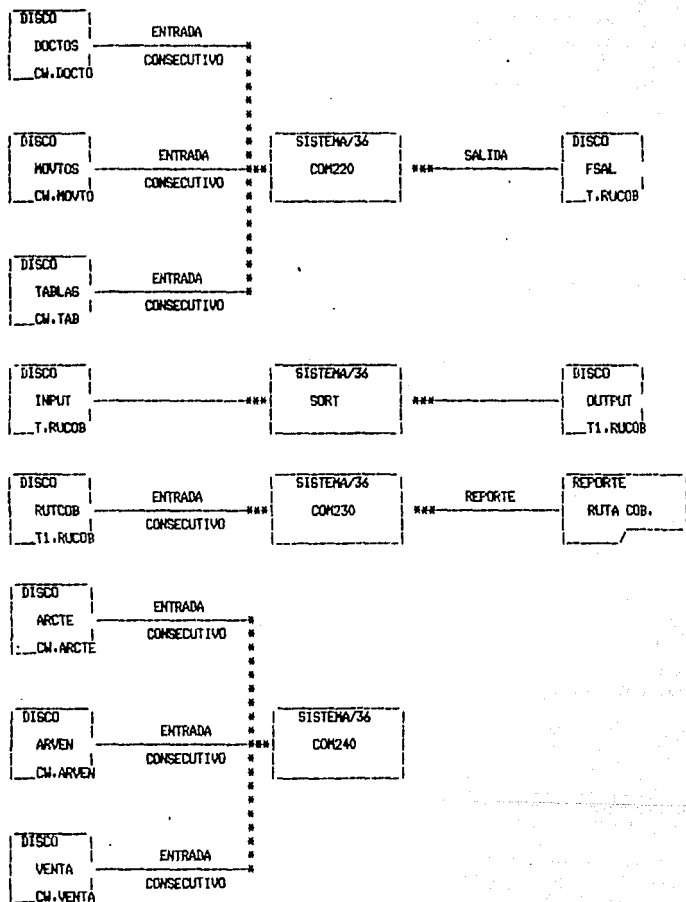 DISCO
DOCTOS
CW.DOCTO
ENTRADA
CONSECUTIVO
DISCO
MOVTOS
CW.MOVTO
ENTRADA
CONSECUTIVO
SISTEMA/36
COM220
SALIDA
DISCO
FSAL
T.RUCOB
DISCO
TABLAS
CW.TAB
ENTRADA
CONSECUTIVO
DISCO
INPUT
T.RUCOB
SISTEMA/36
SORT
DISCO
OUTPUT
T1.RUCOB
DISCO
RUTCOB
T1.RUCOB
ENTRADA
CONSECUTIVO
SISTEMA/36
COM230
REPORTE
REPORTE
RUTA COB.
DISCO
ARCTE
CW.ARCTE
ENTRADA
CONSECUTIVO
DISCO
ARVEN
CW.ARVEN
ENTRADA
CONSECUTIVO
SISTEMA/36
COM240
DISCO
VENTA
CW.VENTA
ENTRADA
CONSECUTIVO